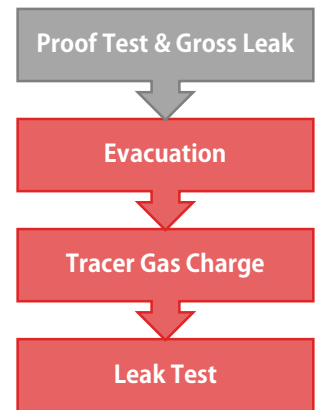 Proof Test & Gross Leak
Evacuation
Tracer Gas Charge
Leak Test